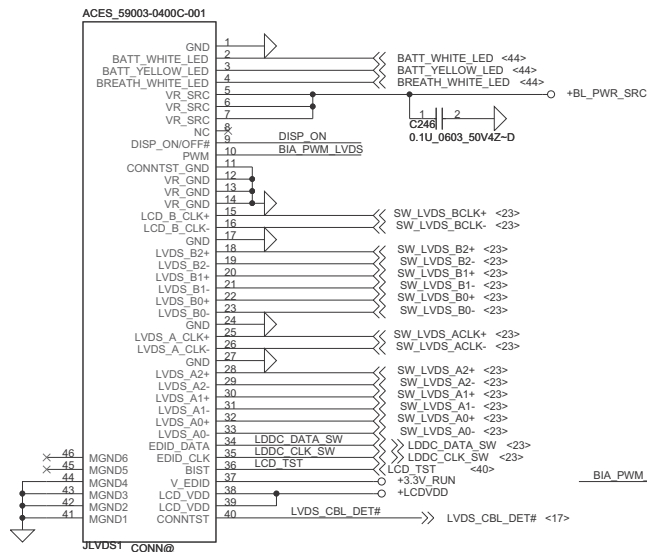 ACES_59003-0400C-001
GND 1
BATT_WHITE_LED 2 BATT_WHITE_LED <44>
BATT_YELLOW_LED 3 BATT_YELLOW_LED <44>
BREATH_WHITE_LED 4 BREATH_WHITE_LED <44>
VR_SRC 5 +BL_PWR_SRC
VR_SRC 6
VR_SRC 7
1 2
C246
0.1U_0603_50V4Z~D
NC 8
DISP_ON/OFF# 9 DISP_ON
PWM 10 BIA_PWM_LVDS
CONNTST_GND 11
VR_GND 12
VR_GND 13
VR_GND 14
LCD_B_CLK+ 15 SW_LVDS_BCLK+ <23>
LCD_B_CLK- 16 SW_LVDS_BCLK- <23>
GND 17
LVDS_B2+ 18 SW_LVDS_B2+ <23>
LVDS_B2- 19 SW_LVDS_B2- <23>
LVDS_B1+ 20 SW_LVDS_B1+ <23>
LVDS_B1- 21 SW_LVDS_B1- <23>
LVDS_B0+ 22 SW_LVDS_B0+ <23>
LVDS_B0- 23 SW_LVDS_B0- <23>
GND 24
LVDS_A_CLK+ 25 SW_LVDS_ACLK+ <23>
LVDS_A_CLK- 26 SW_LVDS_ACLK- <23>
GND 27
LVDS_A2+ 28 SW_LVDS_A2+ <23>
LVDS_A2- 29 SW_LVDS_A2- <23>
LVDS_A1+ 30 SW_LVDS_A1+ <23>
LVDS_A1- 31 SW_LVDS_A1- <23>
LVDS_A0+ 32 SW_LVDS_A0+ <23>
LVDS_A0- 33 SW_LVDS_A0- <23>
EDID_DATA 34 LDDC_DATA_SW LDDC_DATA_SW <23>
46 MGND6 EDID_CLK 35 LDDC_CLK_SW LDDC_CLK_SW <23>
45 MGND5 BIST 36 LCD_TST LCD_TST <40>
44 MGND4 V_EDID 37 +3.3V_RUN
43 MGND3 LCD_VDD 38 +LCDVDD
42 MGND2 LCD_VDD 39
41 MGND1 CONNTST 40 LVDS_CBL_DET# LVDS_CBL_DET# <17>
BIA_PWM_
JLVDS1 CONN@